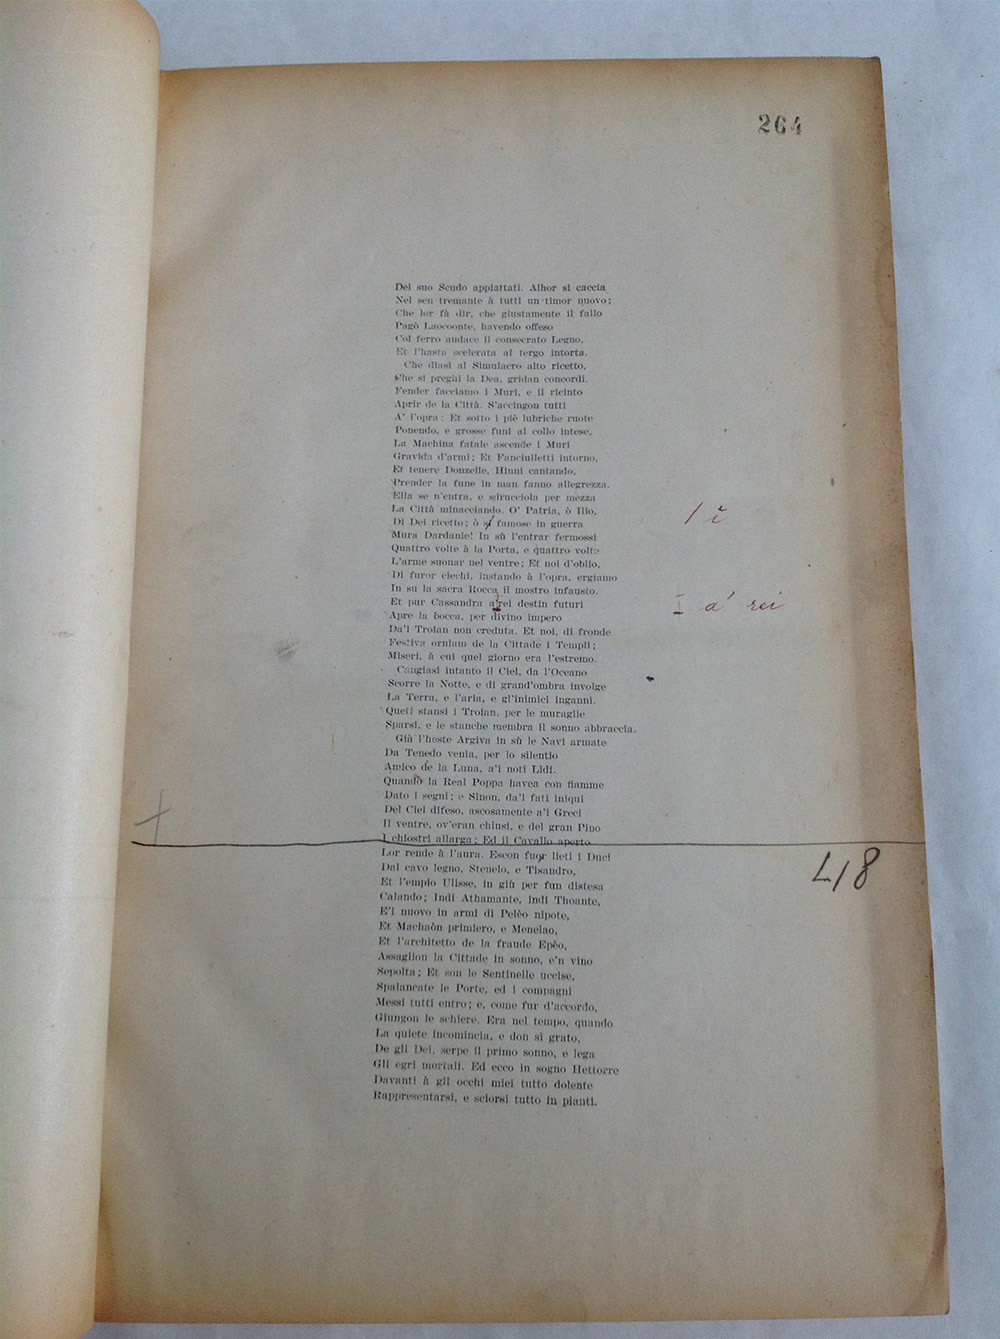 264
Del suo Scudo appiattati. Alhor si caccia
Nel sen tremante à tutti un timor nuovo;
Che lor fà dir, che giustamente il fallo
Pagò Laocoonte, havendo offeso
Col ferro audace il consecrato Legno,
Et l'hasta scelerata al tergo intorta.
Che diasi al Simulacro alto ricetto,
Che si preghi la Dea, gridan concordi.
Fender facciamo i Muri, e il ricinto
Aprir de la Città. S'accingon tutti
A' l'opra: Et sotto i piè lubriche ruote
Ponendo, e grosse funi al collo intese,
La Machina fatale ascende i Muri
Gravida d'armi; Et Fanciulletti intorno,
Et tenere Donzelle, Hinni cantando,
Prender la fune in man fanno allegrezza.
Ella se n'entra, e sdrucciola per mezza
La Città minacciando. O' Patria, ò Ilio,
Di Dei ricetto; ò sì famose in guerra
/ ì
Mura Dardanie! In sù l'entrar fermossi
Quattro volte à la Porta, e quattro volte
L'arme suonar nel ventre; Et noi d'oblio,
Di furor ciechi, instando à l'opra, ergiamo
In su la sacra Rocca il mostro infausto.
Et pur Cassandra a' rei destin futuri
I a' rei
Apre la bocca, per divino impero
Da'i Troian non creduta. Et noi, di fronde
Festiva orniam de la Cittade i Templi;
Miseri, à cui quel giorno era l'estremo.
Cangiasi intanto il Ciel, da l'Oceano
Scorre la Notte, e di grand'ombra involge
La Terra, e l'aria, e gl'inimici inganni.
Queti stansi i Troian, per le muraglie
Sparsi, e le stanche membra il sonno abbraccia.
Già l'hoste Argiva in sù le Navi armate
Da Tenedo venia, per lo silentio
Amico de la Luna, a'i noti Lidi.
Quando la Real Poppa havea con fiamme
Dato i segni; e Sinon, da'i fati iniqui
Del Ciel difeso, ascosamente a'i Greci
Il ventre, ov'eran chiusi, e del gran Pino
I chiostri allarga; Ed il Cavallo aperto
418
Lor rende à l'aura. Escon fuor lieti i Duci
Dal cavo legno, Stenelo, e Tisandro,
Et l'empio Ulisse, in giù per fun distesa
Calando; Indi Athamante, indi Thoante,
E'l nuovo in armi di Pelèo nipote,
Et Machaòn primiero, e Menelao,
Et l'architetto de la fraude Epèo,
Assaglion la Cittade in sonno, e'n vino
Sepolta; Et son le Sentinelle uccise,
Spalancate le Porte, ed i compagni
Messi tutti entro; e, come fur d'accordo,
Giungon le schiere. Era nel tempo, quando
La quiete incomincia, e don sì grato,
De gli Dei, serpe il primo sonno, e lega
Gli egri mortali. Ed ecco in sogno Hettorre
Davanti à gli occhi miei tutto dolente
Rappresentarsi, e sciorsi tutto in pianti.